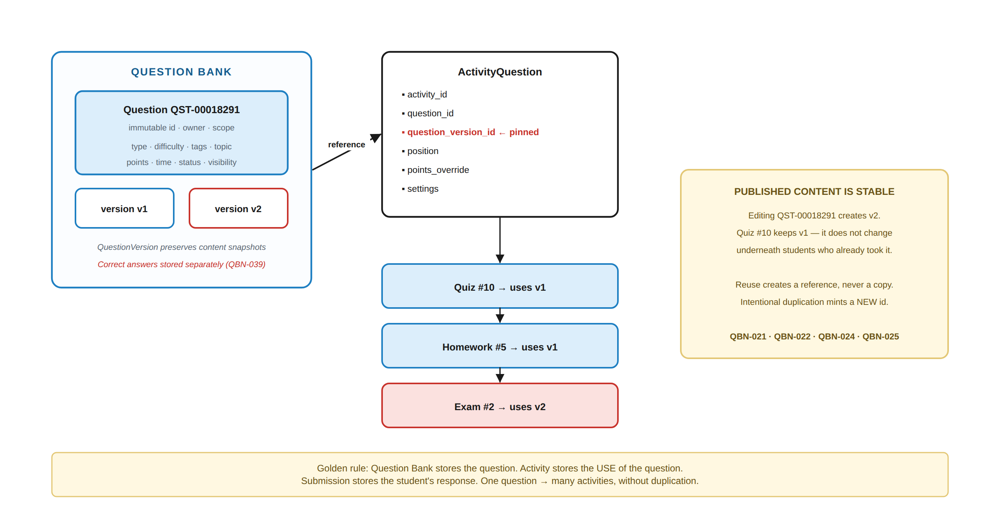 QUESTION BANK
Question QST-00018291
immutable id · owner · scope
type · difficulty · tags · topic
points · time · status · visibility
version v1
version v2
QuestionVersion preserves content snapshots
Correct answers stored separately (QBN-039)
reference
ActivityQuestion
▪ activity_id
▪ question_id
▪ question_version_id ← pinned
▪ position
▪ points_override
▪ settings
Quiz #10 → uses v1
Homework #5 → uses v1
Exam #2 → uses v2
PUBLISHED CONTENT IS STABLE
Editing QST-00018291 creates v2.
Quiz #10 keeps v1 — it does not change
underneath students who already took it.
Reuse creates a reference, never a copy.
Intentional duplication mints a NEW id.
QBN-021 · QBN-022 · QBN-024 · QBN-025
Golden rule: Question Bank stores the question. Activity stores the USE of the question.
Submission stores the student's response. One question → many activities, without duplication.